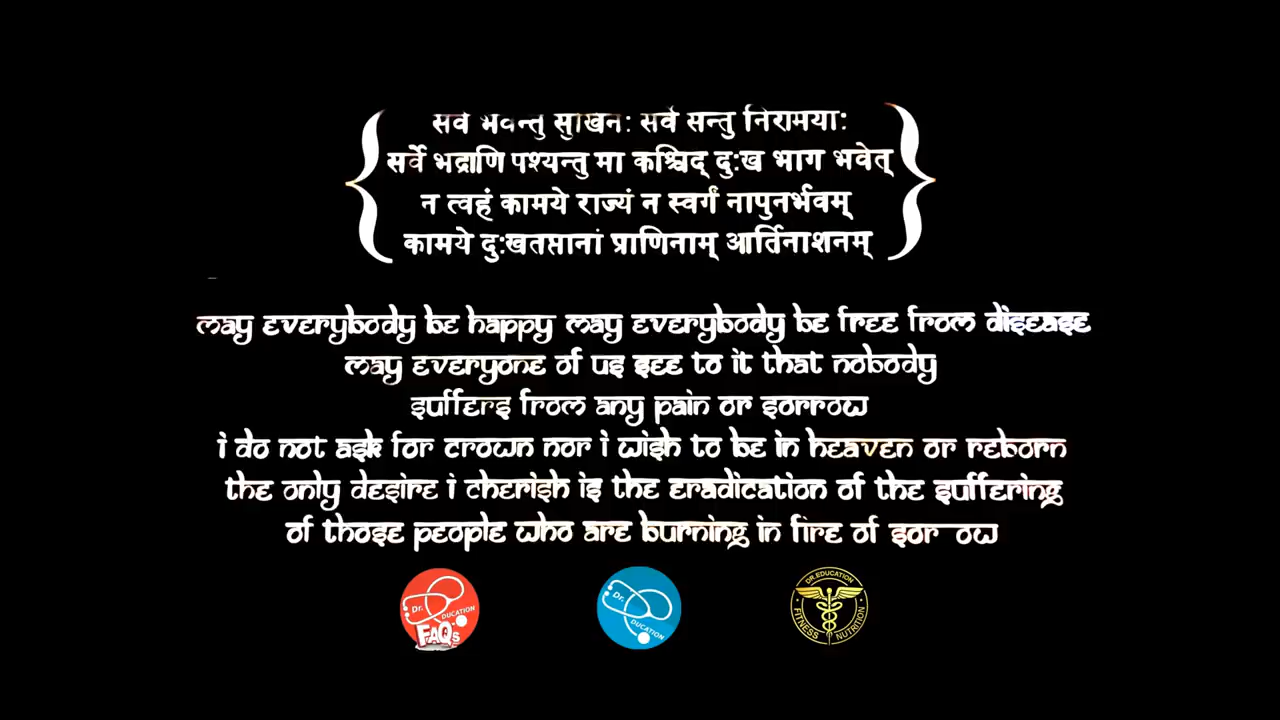 सर्वे भवन्तु सुखिनः सर्वे सन्तु निरामयाः
सर्वे भद्राणि पश्यन्तु मा कश्चिद् दुःख भाग भवेत्
न त्वहं कामये राज्यं न स्वर्गं नापुनर्भवम्
कामये दुःखतप्तानां प्राणिनाम् आर्तिनाशनम्
may everybody be happy may everybody be free from disease
may everyone of us see to it that nobody
suffers from any pain or sorrow
i do not ask for crown nor i wish to be in heaven or reborn
the only desire i cherish is the eradication of the suffering
of those people who are burning in fire of sor ow
Dr. DUCATION FAQs
Dr. DUCATION
DR.EDUCATION FITNESS NUTRITION